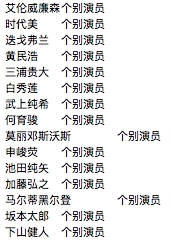 艾伦威廉森 个别演员
时代美 个别演员
迭戈弗兰 个别演员
黄民浩 个别演员
三浦贵大 个别演员
白秀莲 个别演员
武上纯希 个别演员
何育骏 个别演员
莫丽邓斯沃斯 个别演员
申峻荧 个别演员
池田纯矢 个别演员
加藤弘之 个别演员
马尔蒂黑尔登 个别演员
坂本太郎 个别演员
下山健人 个别演员